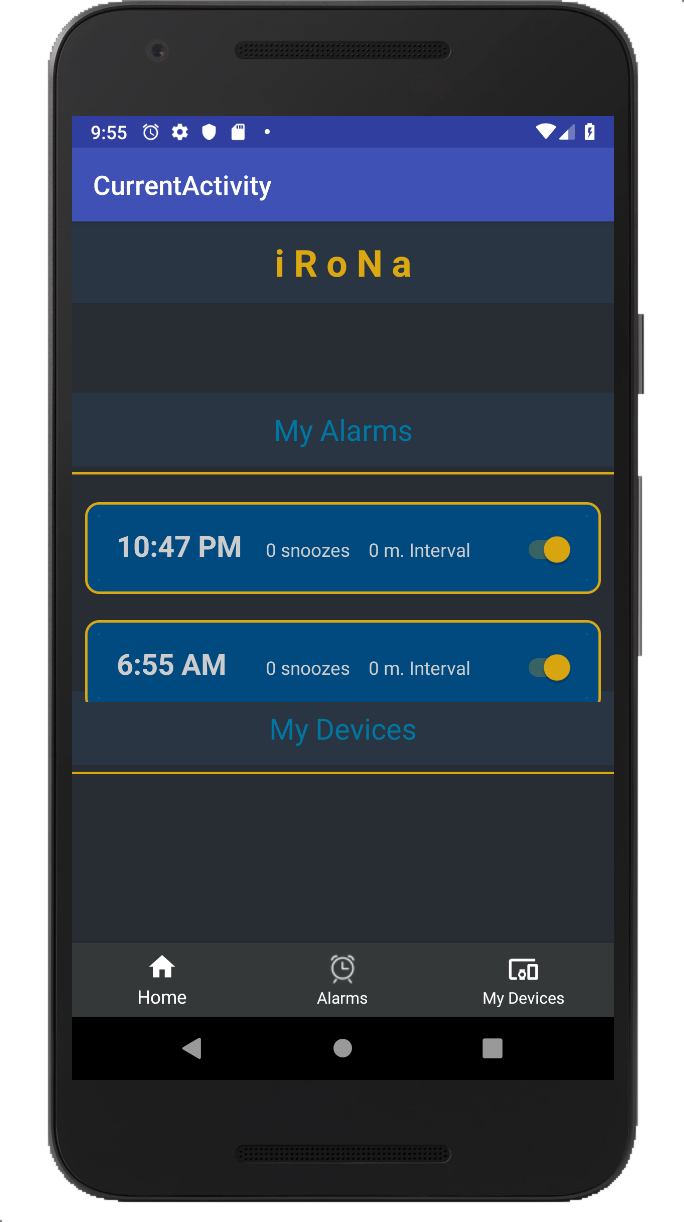 9:55
CurrentActivity
iRoNa
My Alarms
10:47 PM 0 snoozes 0 m. Interval
6:55 AM 0 snoozes 0 m. Interval
My Devices
Home Alarms My Devices